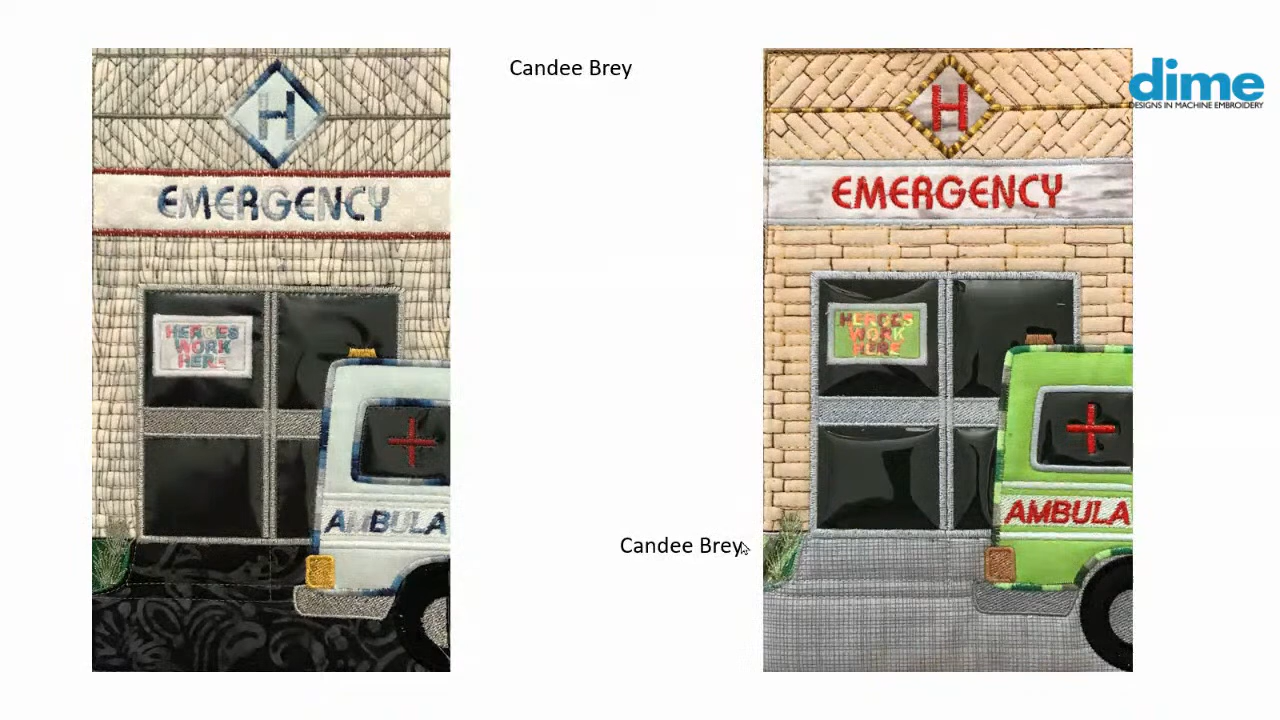 Candee Brey
dime
DESIGNS IN MACHINE EMBROIDERY
H
EMERGENCY
HEROES
WORK
HERE
AMBULA
H
EMERGENCY
HEROES
WORK
HERE
AMBULA
Candee Brey